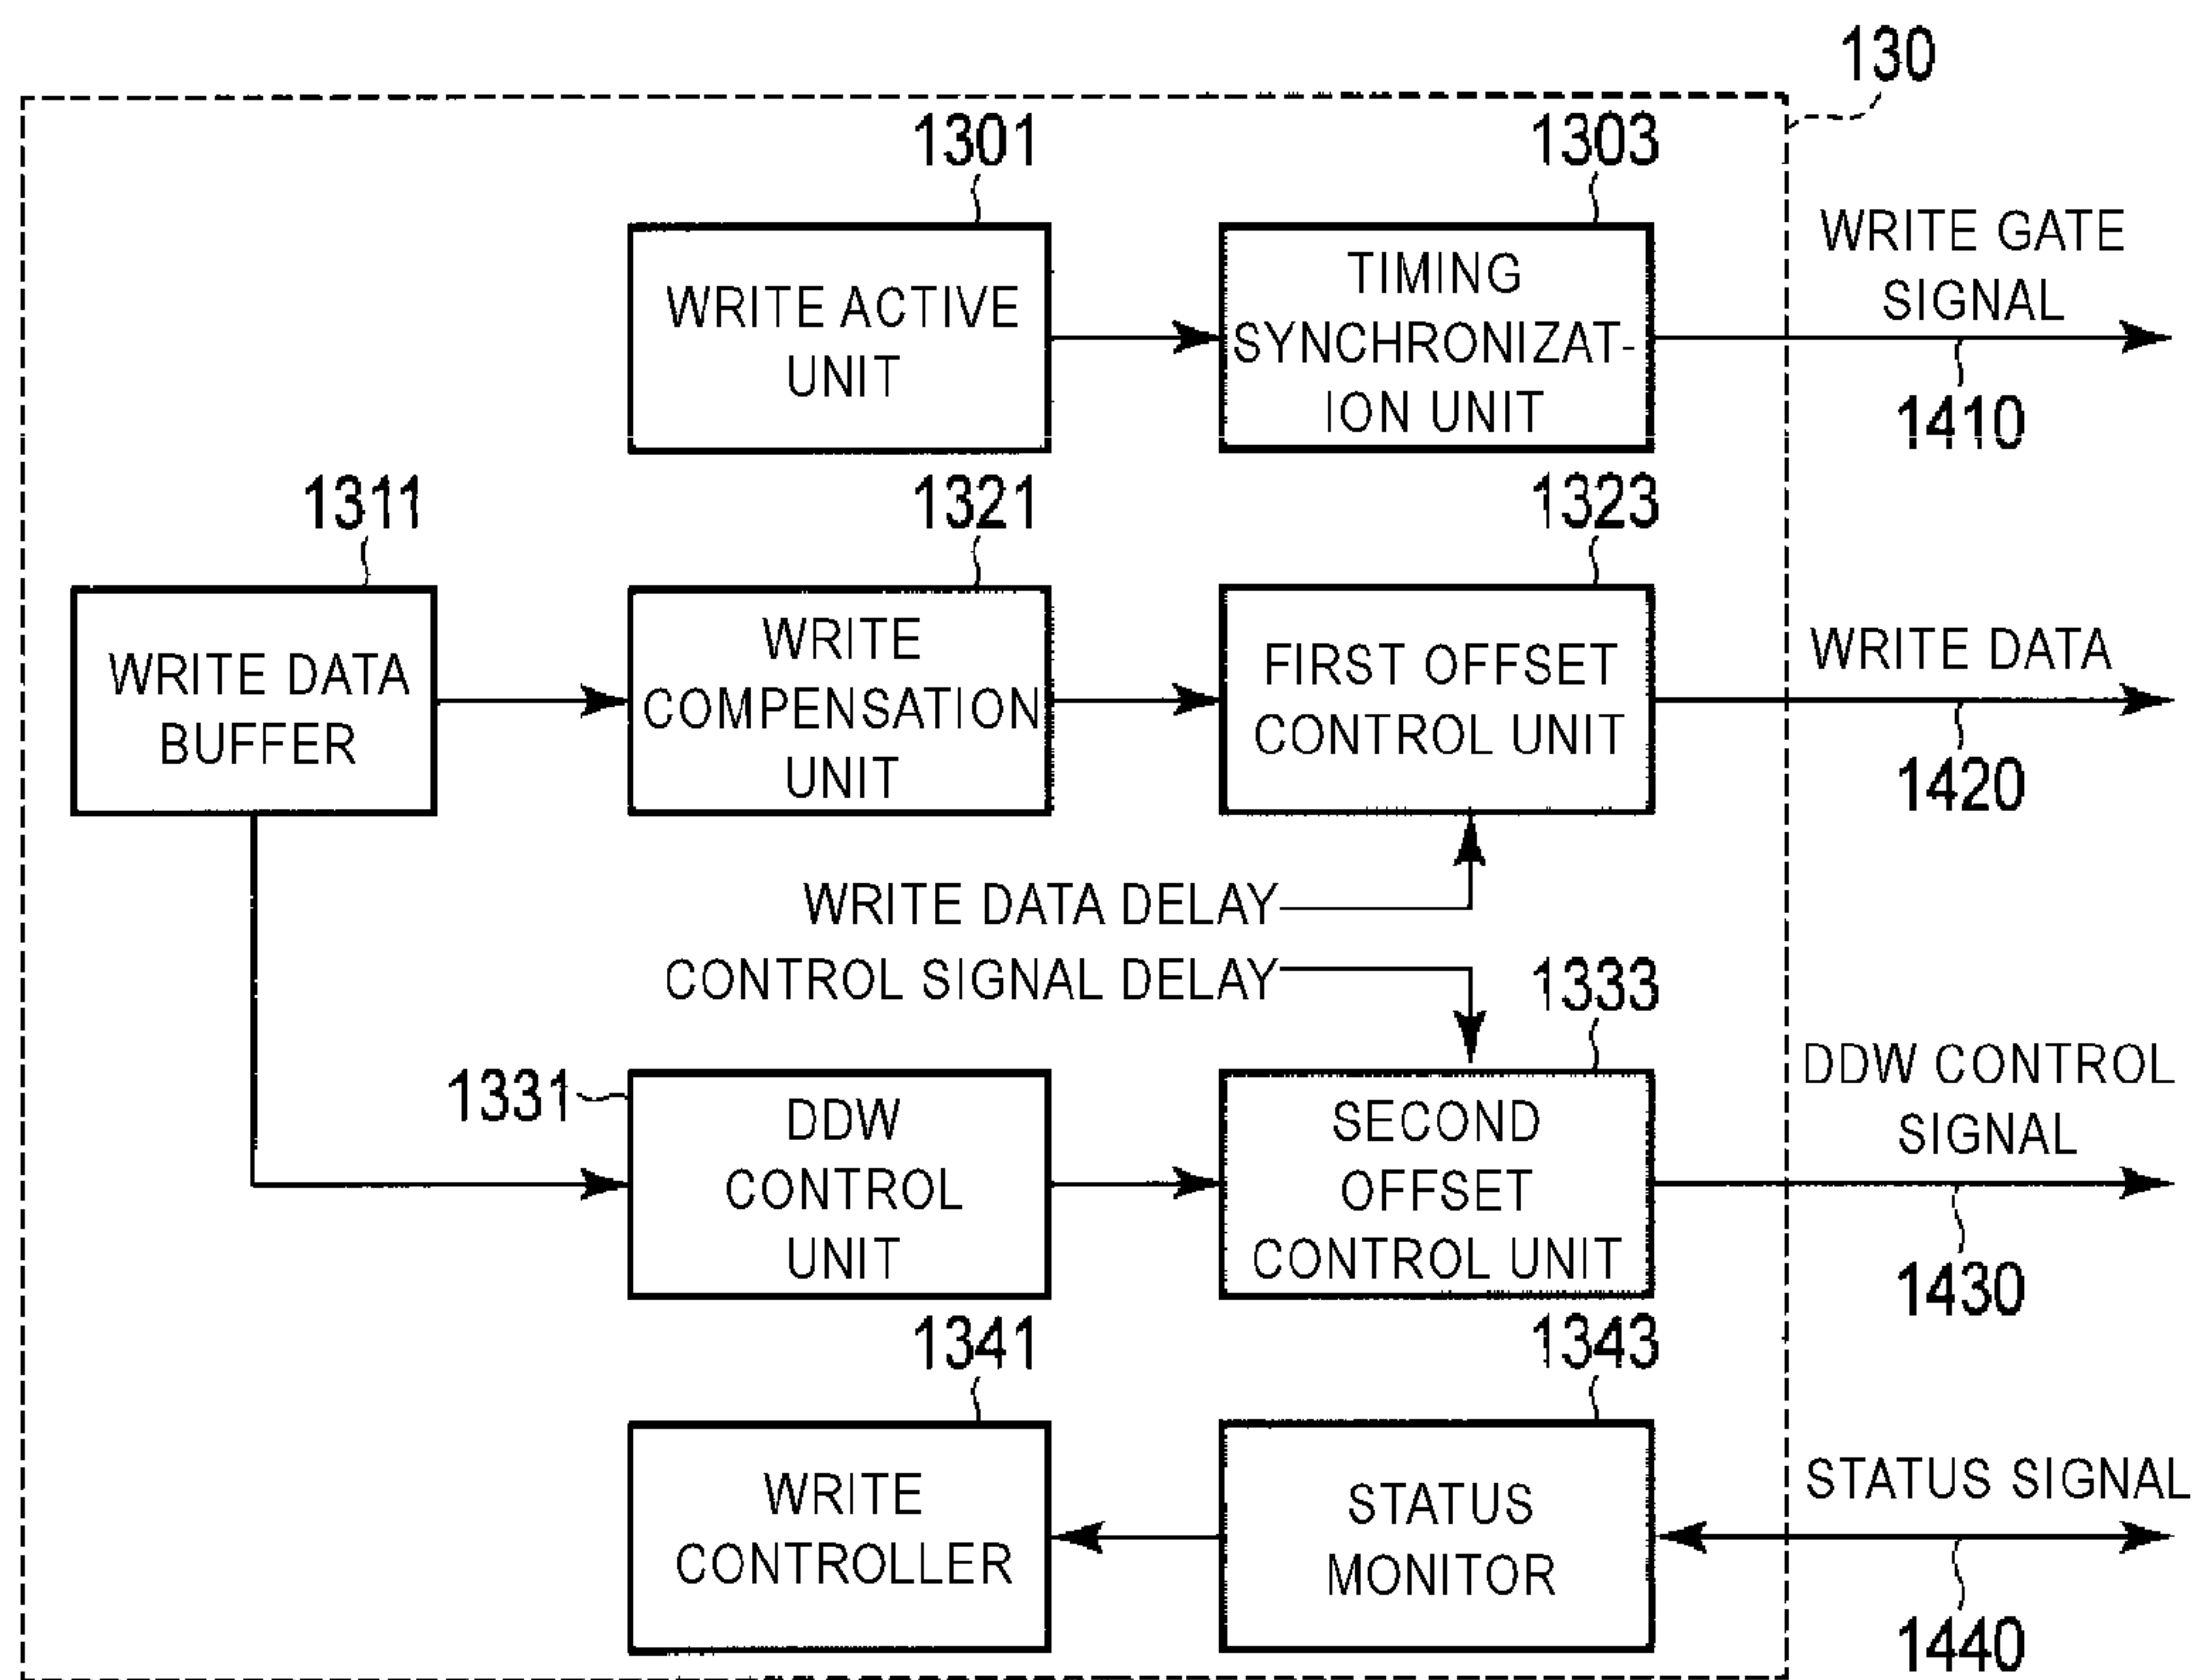 130
1301
1303
WRITE ACTIVE
UNIT
TIMING
SYNCHRONIZAT-
ION UNIT
WRITE GATE
SIGNAL
1410
1311
1321
1323
WRITE DATA
BUFFER
WRITE
COMPENSATION
UNIT
FIRST OFFSET
CONTROL UNIT
WRITE DATA
1420
WRITE DATA DELAY
CONTROL SIGNAL DELAY
1331
1333
DDW
CONTROL
UNIT
SECOND
OFFSET
CONTROL UNIT
DDW CONTROL
SIGNAL
1430
1341
1343
WRITE
CONTROLLER
STATUS
MONITOR
STATUS SIGNAL
1440